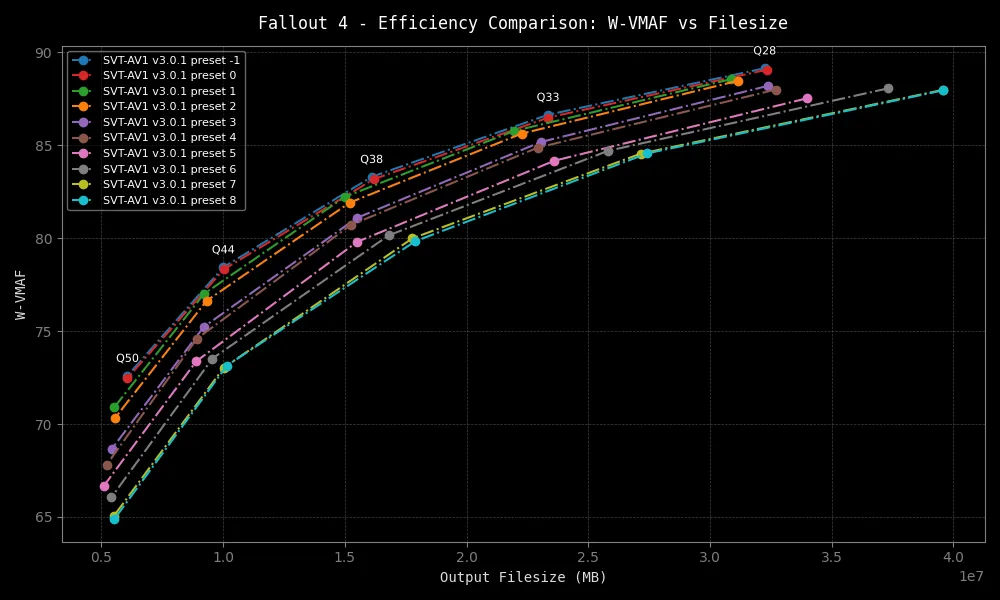 Fallout 4 - Efficiency Comparison: W-VMAF vs Filesize
SVT-AV1 v3.0.1 preset -1
SVT-AV1 v3.0.1 preset 0
SVT-AV1 v3.0.1 preset 1
SVT-AV1 v3.0.1 preset 2
SVT-AV1 v3.0.1 preset 3
SVT-AV1 v3.0.1 preset 4
SVT-AV1 v3.0.1 preset 5
SVT-AV1 v3.0.1 preset 6
SVT-AV1 v3.0.1 preset 7
SVT-AV1 v3.0.1 preset 8
Q28
Q33
Q38
Q44
Q50
90
85
80
75
70
65
W-VMAF
0.5 1.0 1.5 2.0 2.5 3.0 3.5 4.0
1e7
Output Filesize (MB)